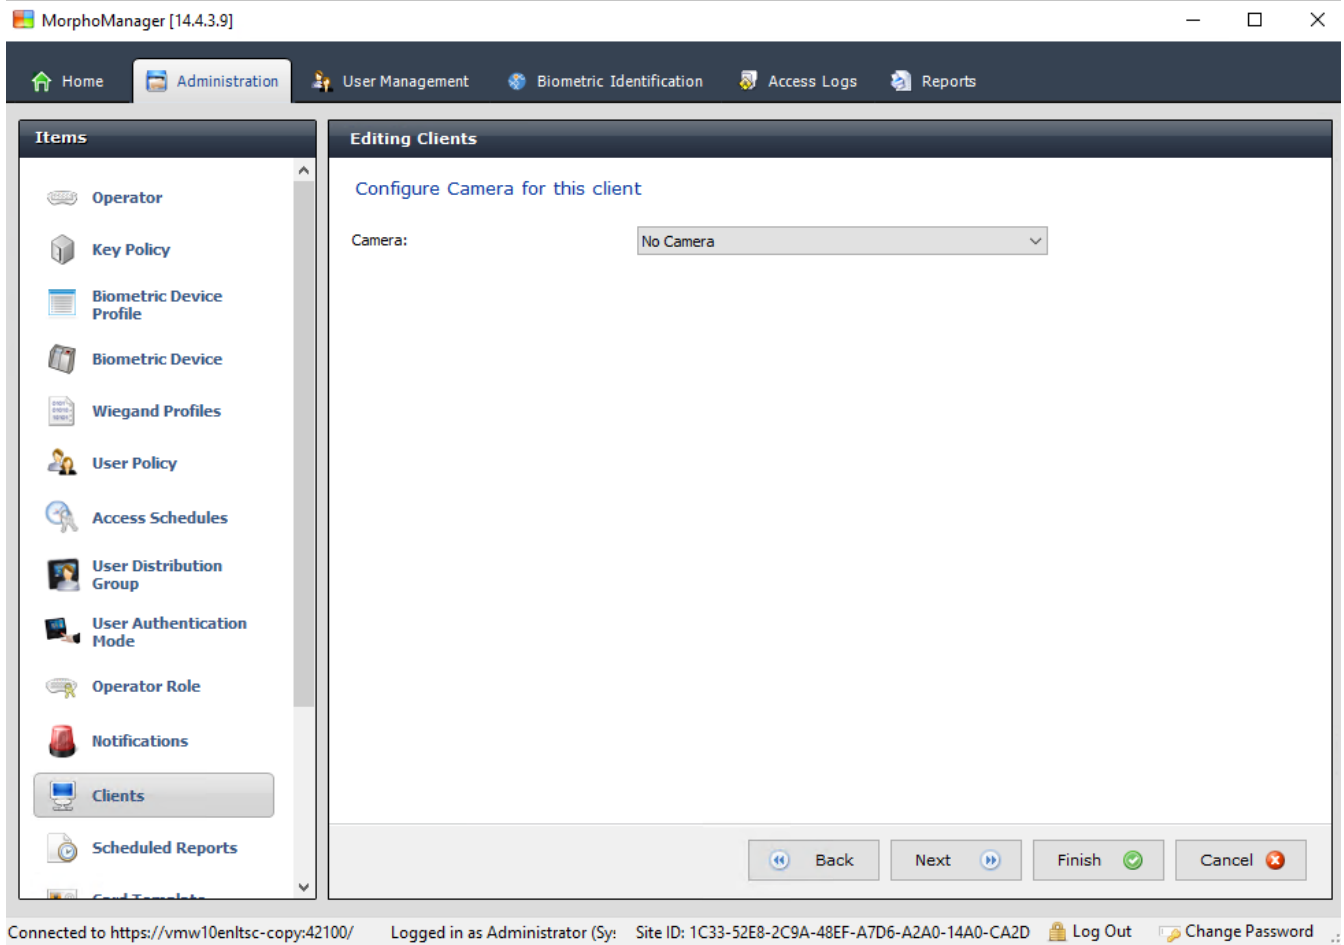 MorphoManager [14.4.3.9]
Home Administration User Management Biometric Identification Access Logs Reports
Items
Operator
Key Policy
Biometric Device
Profile
Biometric Device
Wiegand Profiles
User Policy
Access Schedules
User Distribution
Group
User Authentication
Mode
Operator Role
Notifications
Clients
Scheduled Reports
Card Template
Editing Clients
Configure Camera for this client
Camera: No Camera
Back Next Finish Cancel
Connected to https://vmw10enltsc-copy:42100/ Logged in as Administrator (Sy: Site ID: 1C33-52E8-2C9A-48EF-A7D6-A2A0-14A0-CA2D Log Out Change Password